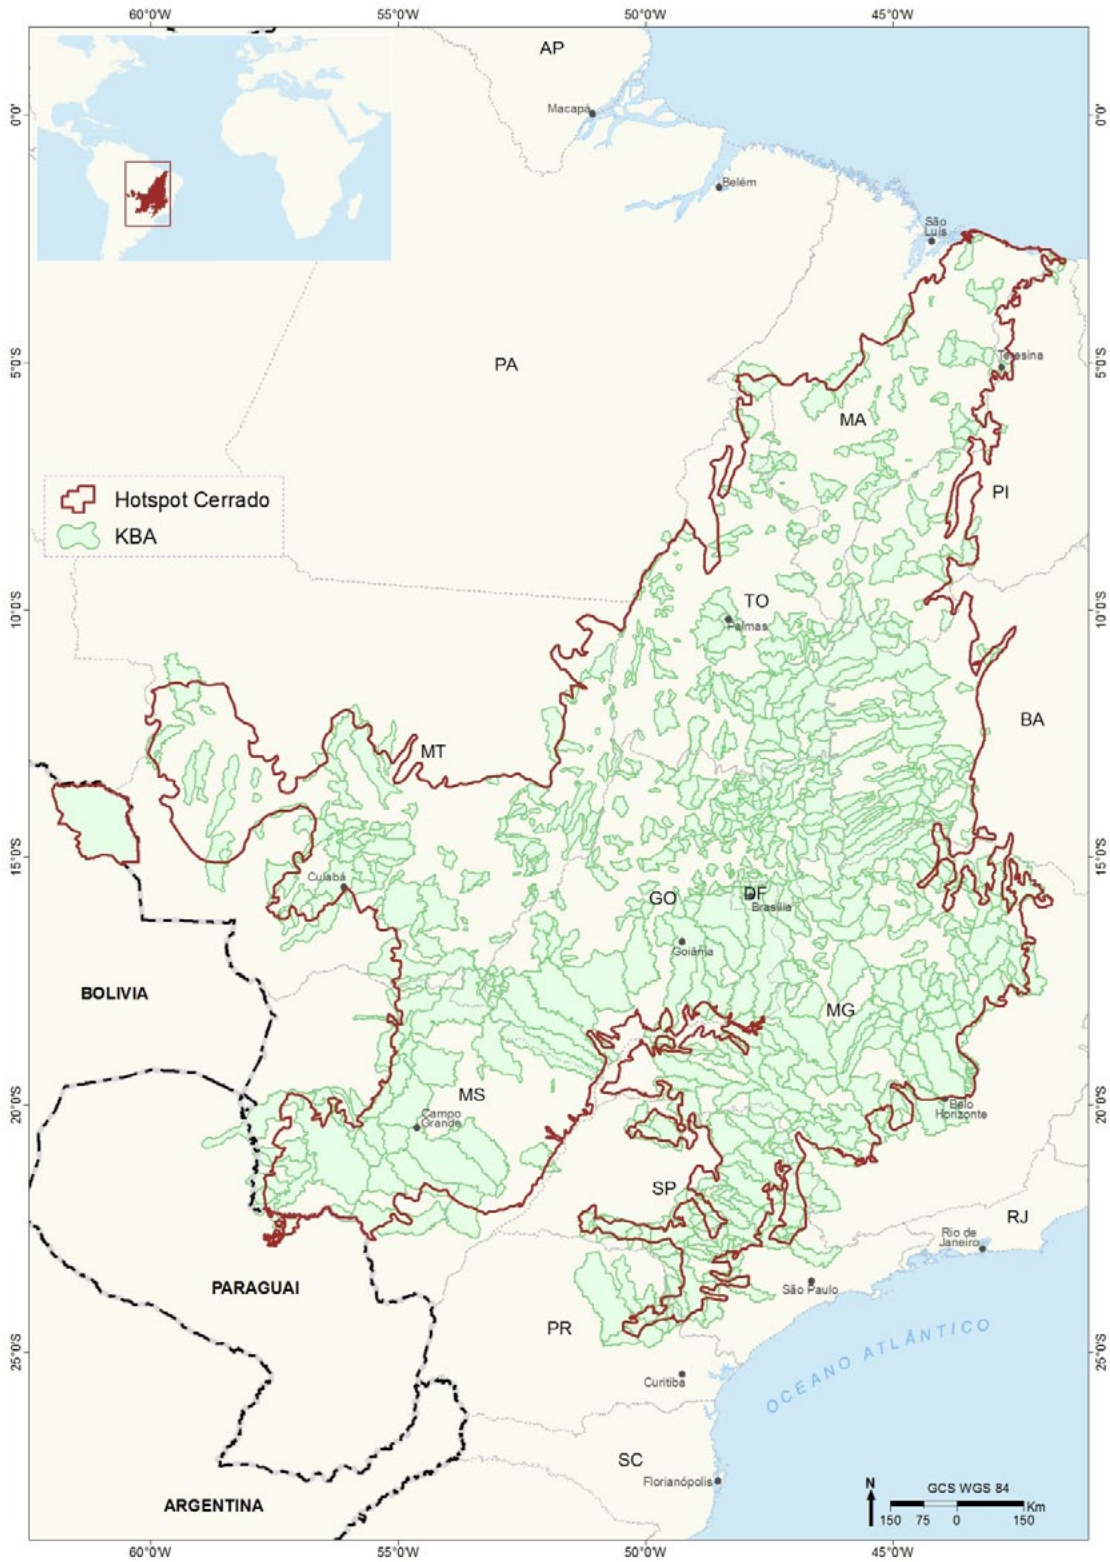 60°0'W 55°0'W 50°0'W 45°0'W
AP
Macapá
0°0'
0°0'
Belém
São
Luís
5°0'S
PA
Teresina
5°0'S
MA
Hotspot Cerrado
KBA
PI
10°0'S
TO
Palmas
10°0'S
MT
BA
15°0'S
Cuiabá
GO
DF
Brasília
15°0'S
Goiânia
BOLIVIA
MG
20°0'S
MS
Campo
Grande
Belo
Horizonte
20°0'S
SP
RJ
Rio de
Janeiro
PARAGUAI
São Paulo
PR
25°0'S
OCEANO ATLÂNTICO
25°0'S
Curitiba
SC
Florianópolis
ARGENTINA
N
GCS WGS 84
Km
150 75 0 150
60°0'W 55°0'W 50°0'W 45°0'W